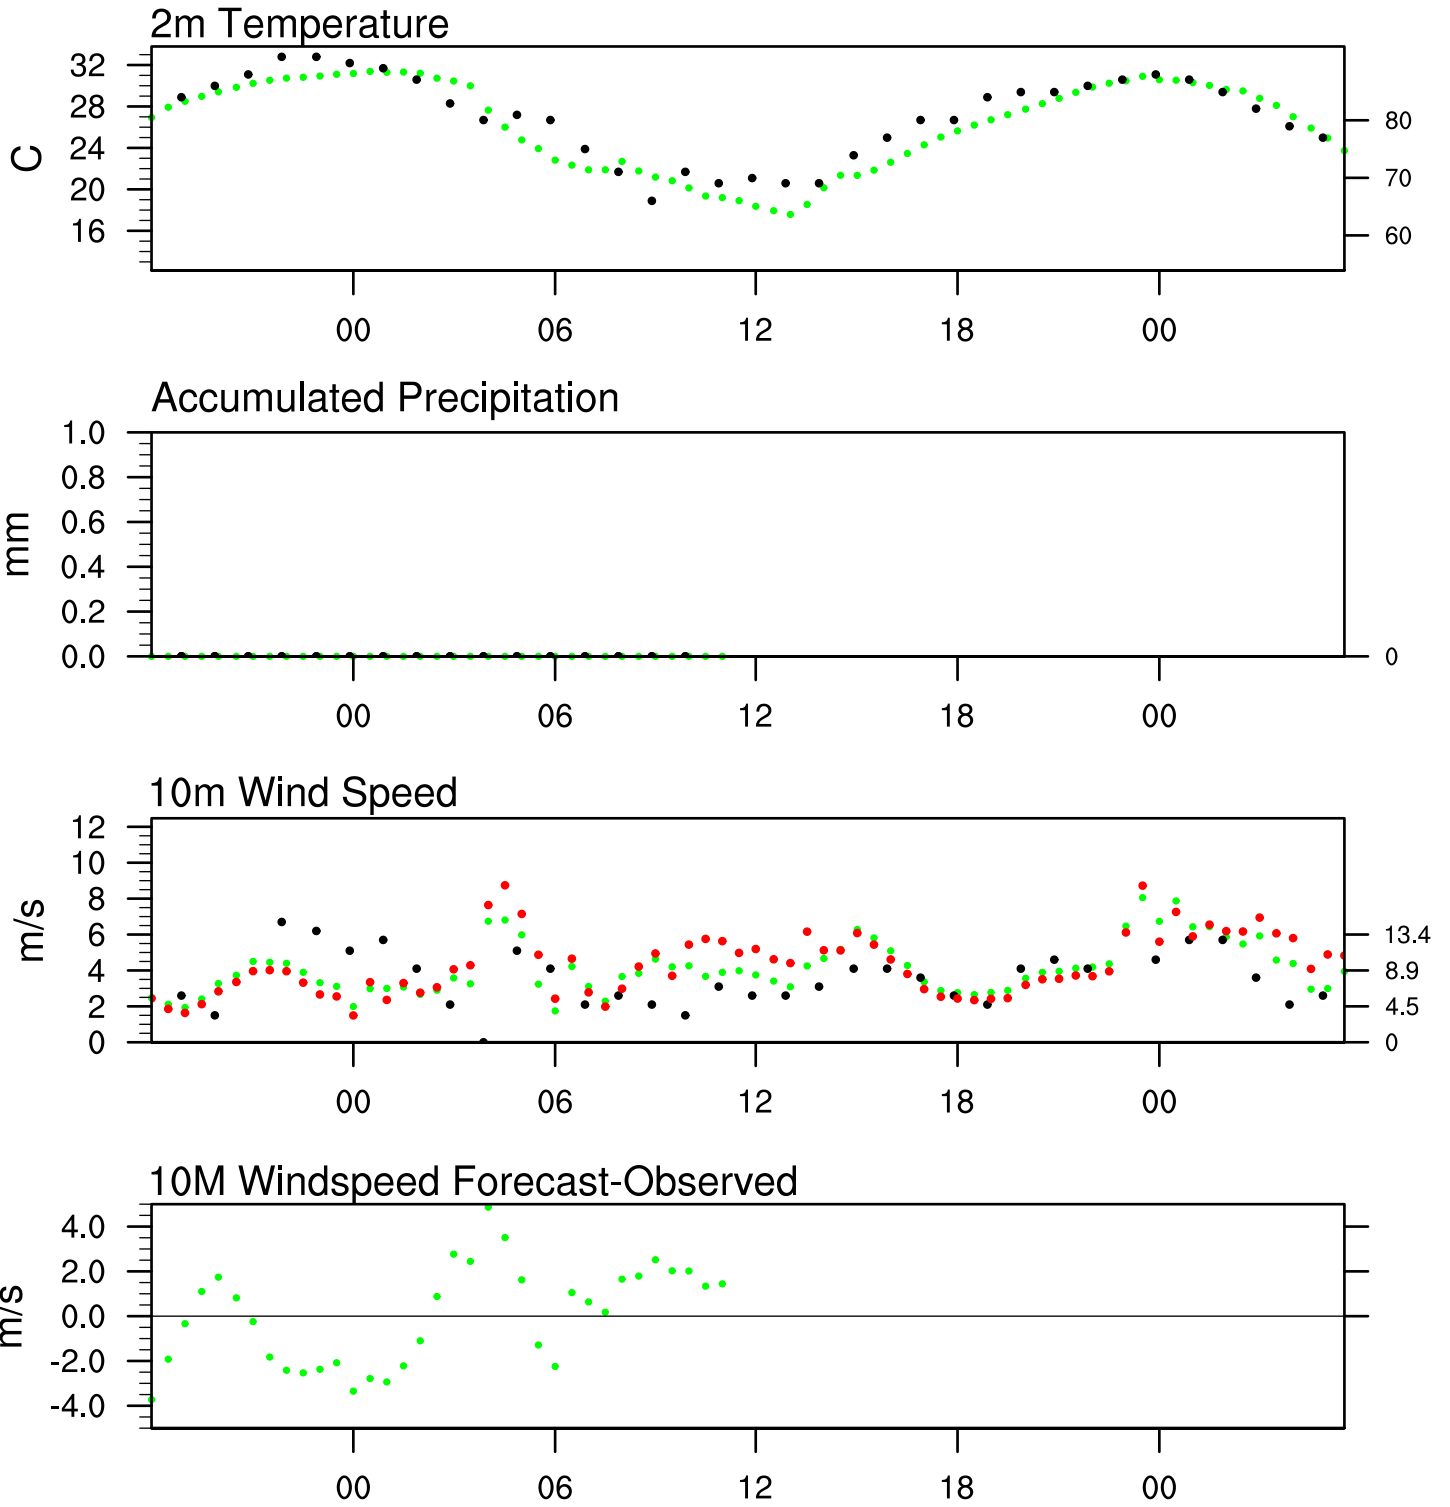 2m Temperature
32
28
24
20
16
C
80
70
60
00 06 12 18 00
Accumulated Precipitation
1.0
0.8
0.6
0.4
0.2
0.0
mm
0
00 06 12 18 00
10m Wind Speed
12
10
8
6
4
2
0
m/s
13.4
8.9
4.5
0
00 06 12 18 00
10M Windspeed Forecast-Observed
4.0
2.0
0.0
-2.0
-4.0
m/s
00 06 12 18 00